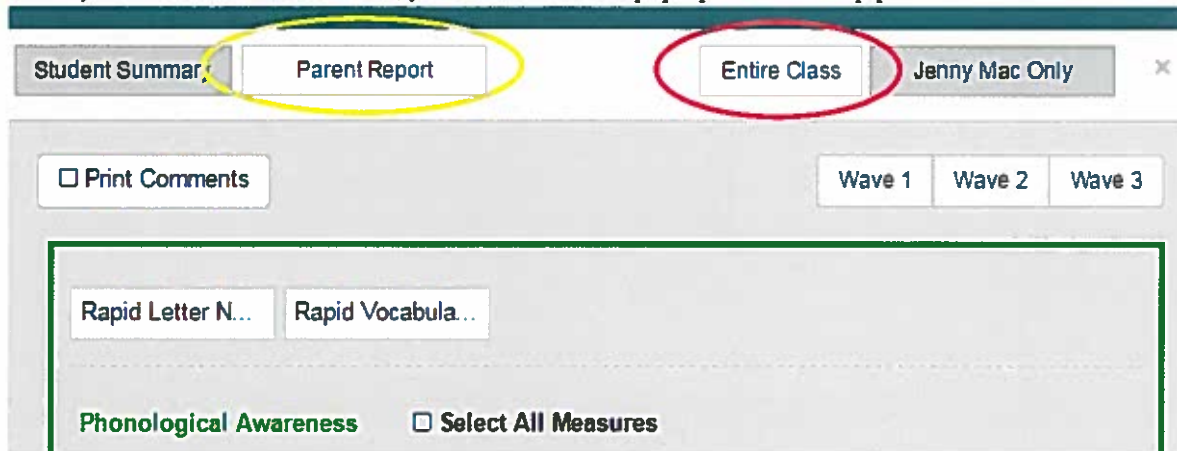 Student Summary Parent Report Entire Class Jenny Mac Only ×
Print Comments Wave 1 Wave 2 Wave 3
Rapid Letter N... Rapid Vocabula...
Phonological Awareness Select All Measures